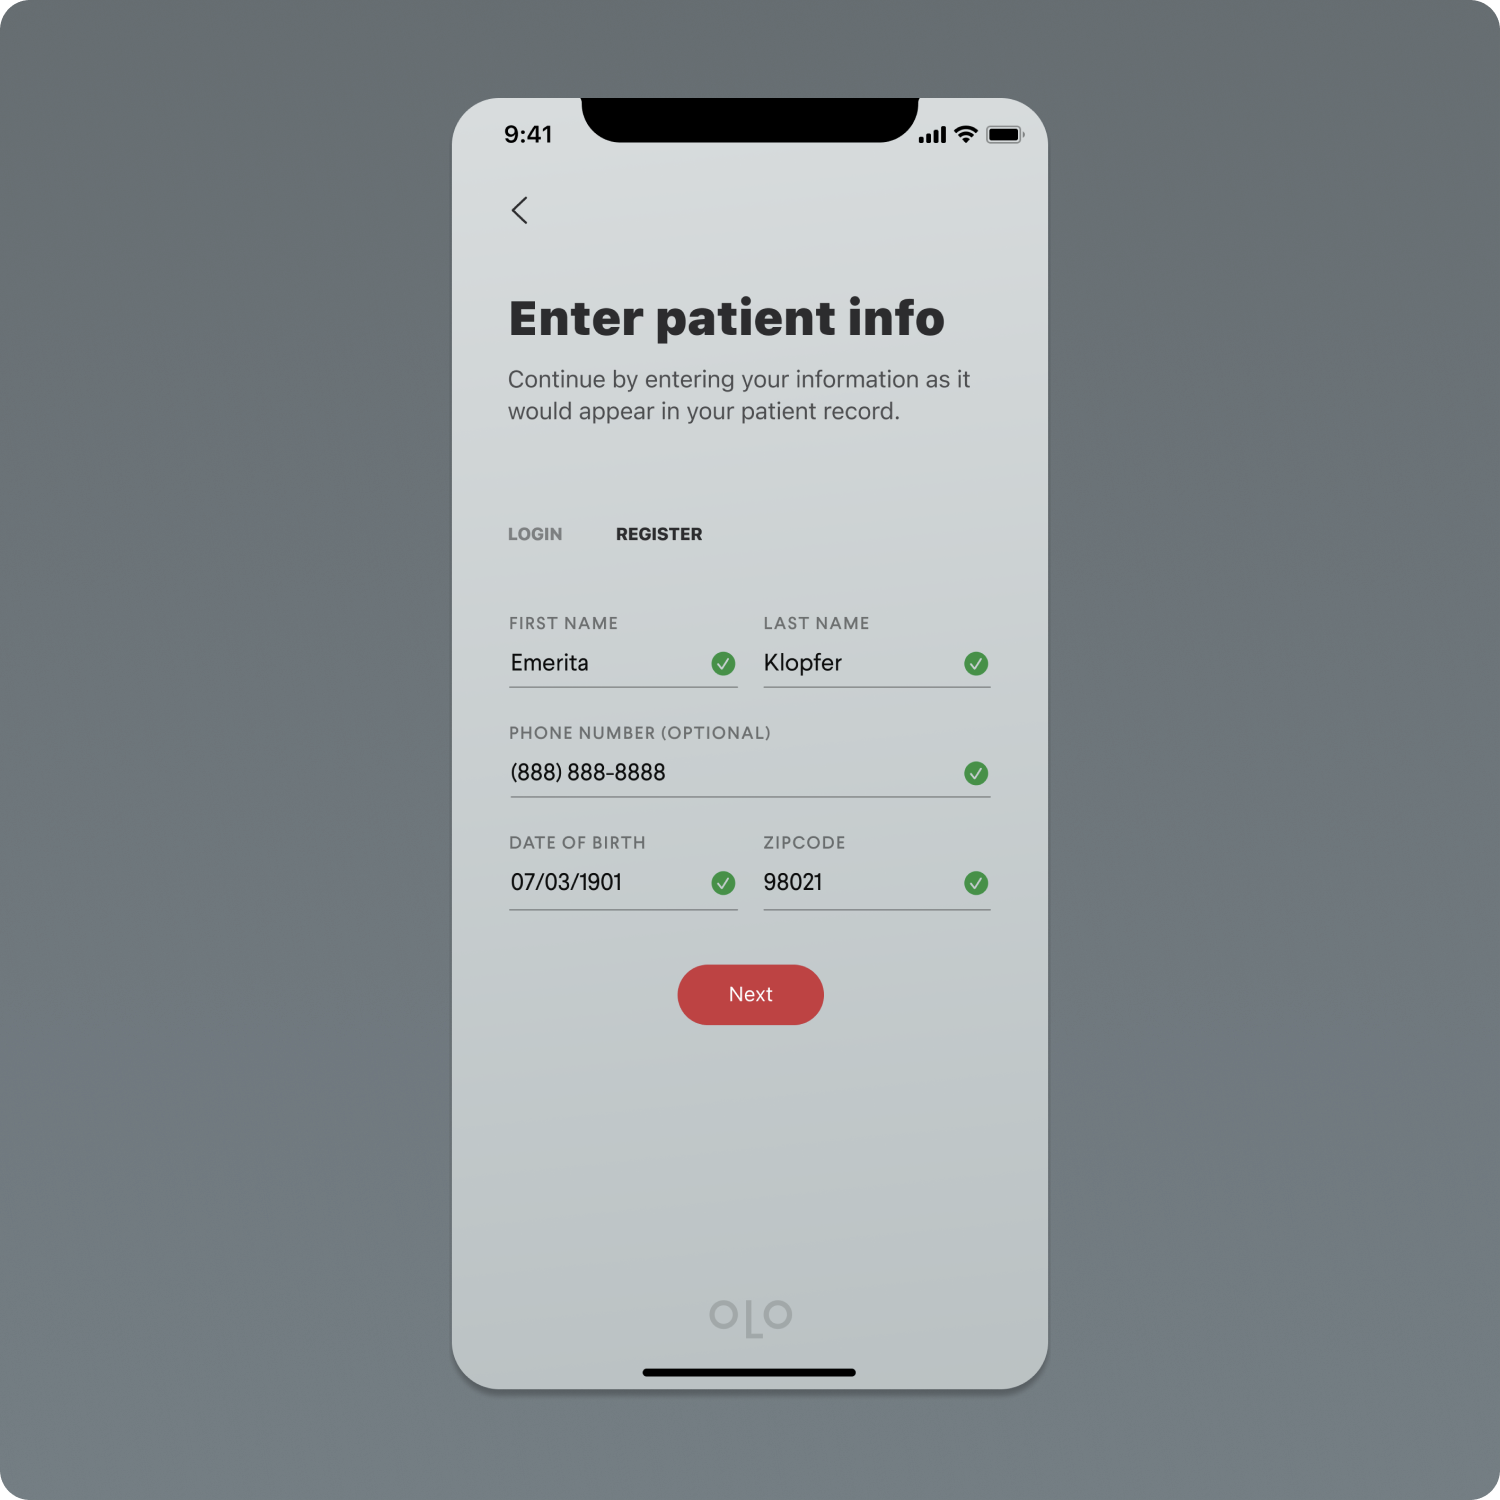 9:41
Enter patient info
Continue by entering your information as it
would appear in your patient record.
LOGIN REGISTER
FIRST NAME LAST NAME
Emerita Klopfer
PHONE NUMBER (OPTIONAL)
(888) 888-8888
DATE OF BIRTH ZIPCODE
07/03/1901 98021
Next
OLO